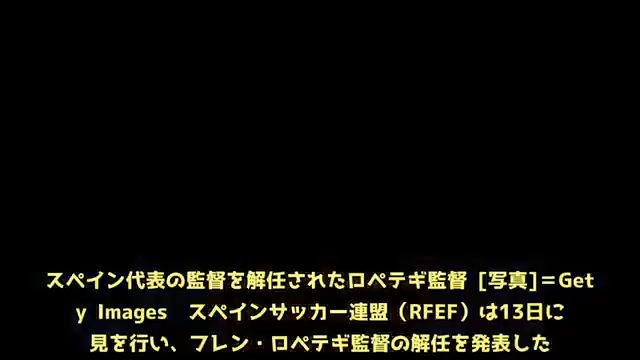 スペイン代表の監督を解任されたロペテギ監督 [写真]=Get
y Images　スペインサッカー連盟（RFEF）は13日に
見を行い、フレン・ロペテギ監督の解任を発表した